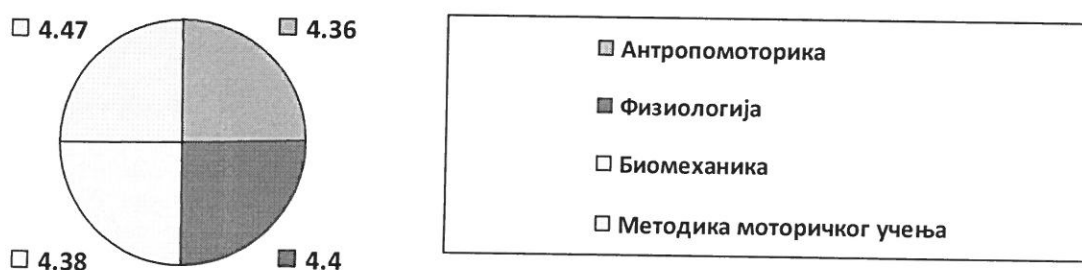 4.47
4.36
4.38
4.4
Антропомоторика
Физиологија
Биомеханика
Методика моторичког учења